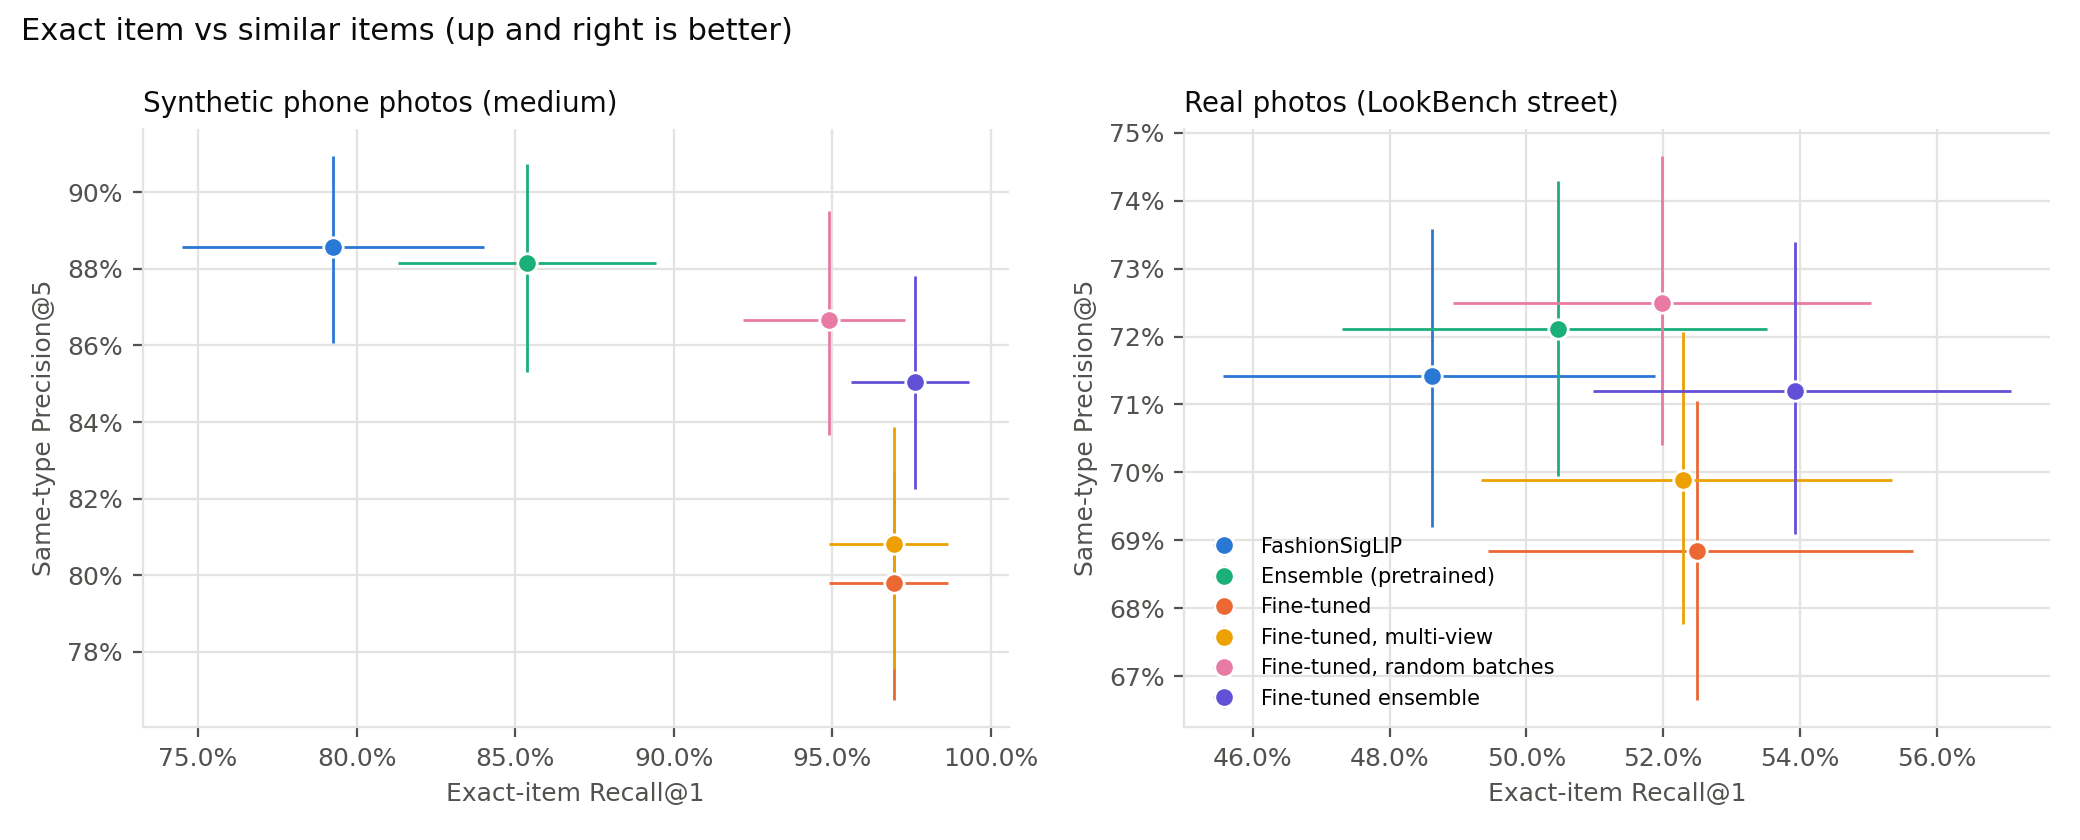 Exact item vs similar items (up and right is better)
Synthetic phone photos (medium)
90%
88%
86%
84%
82%
80%
78%
Same-type Precision@5
75.0%
80.0%
85.0%
90.0%
95.0%
100.0%
Exact-item Recall@1
Real photos (LookBench street)
75%
74%
73%
72%
71%
70%
69%
68%
67%
Same-type Precision@5
FashionSigLIP
Ensemble (pretrained)
Fine-tuned
Fine-tuned, multi-view
Fine-tuned, random batches
Fine-tuned ensemble
46.0%
48.0%
50.0%
52.0%
54.0%
56.0%
Exact-item Recall@1